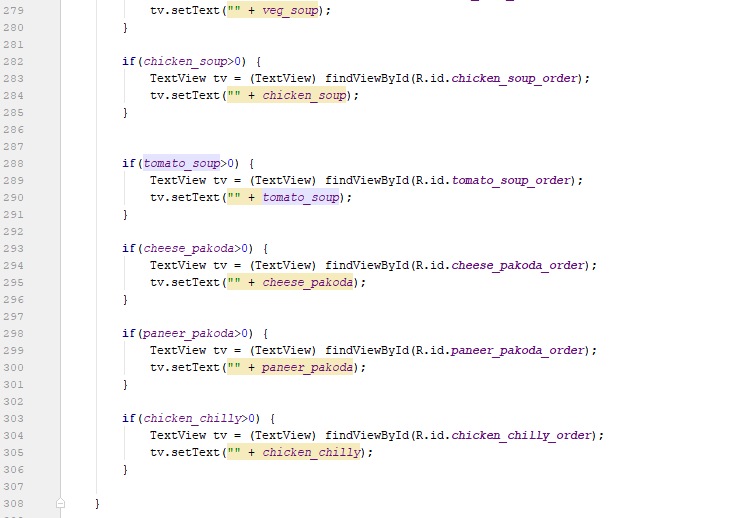 279 tv.setText("" + veg_soup);
280 }
281
282 if(chicken_soup>0) {
283 TextView tv = (TextView) findViewById(R.id.chicken_soup_order);
284 tv.setText("" + chicken_soup);
285 }
286
287
288 if(tomato_soup>0) {
289 TextView tv = (TextView) findViewById(R.id.tomato_soup_order);
290 tv.setText("" + tomato_soup);
291 }
292
293 if(cheese_pakoda>0) {
294 TextView tv = (TextView) findViewById(R.id.cheese_pakoda_order);
295 tv.setText("" + cheese_pakoda);
296 }
297
298 if(paneer_pakoda>0) {
299 TextView tv = (TextView) findViewById(R.id.paneer_pakoda_order);
300 tv.setText("" + paneer_pakoda);
301 }
302
303 if(chicken_chilly>0) {
304 TextView tv = (TextView) findViewById(R.id.chicken_chilly_order);
305 tv.setText("" + chicken_chilly);
306 }
307
308 }